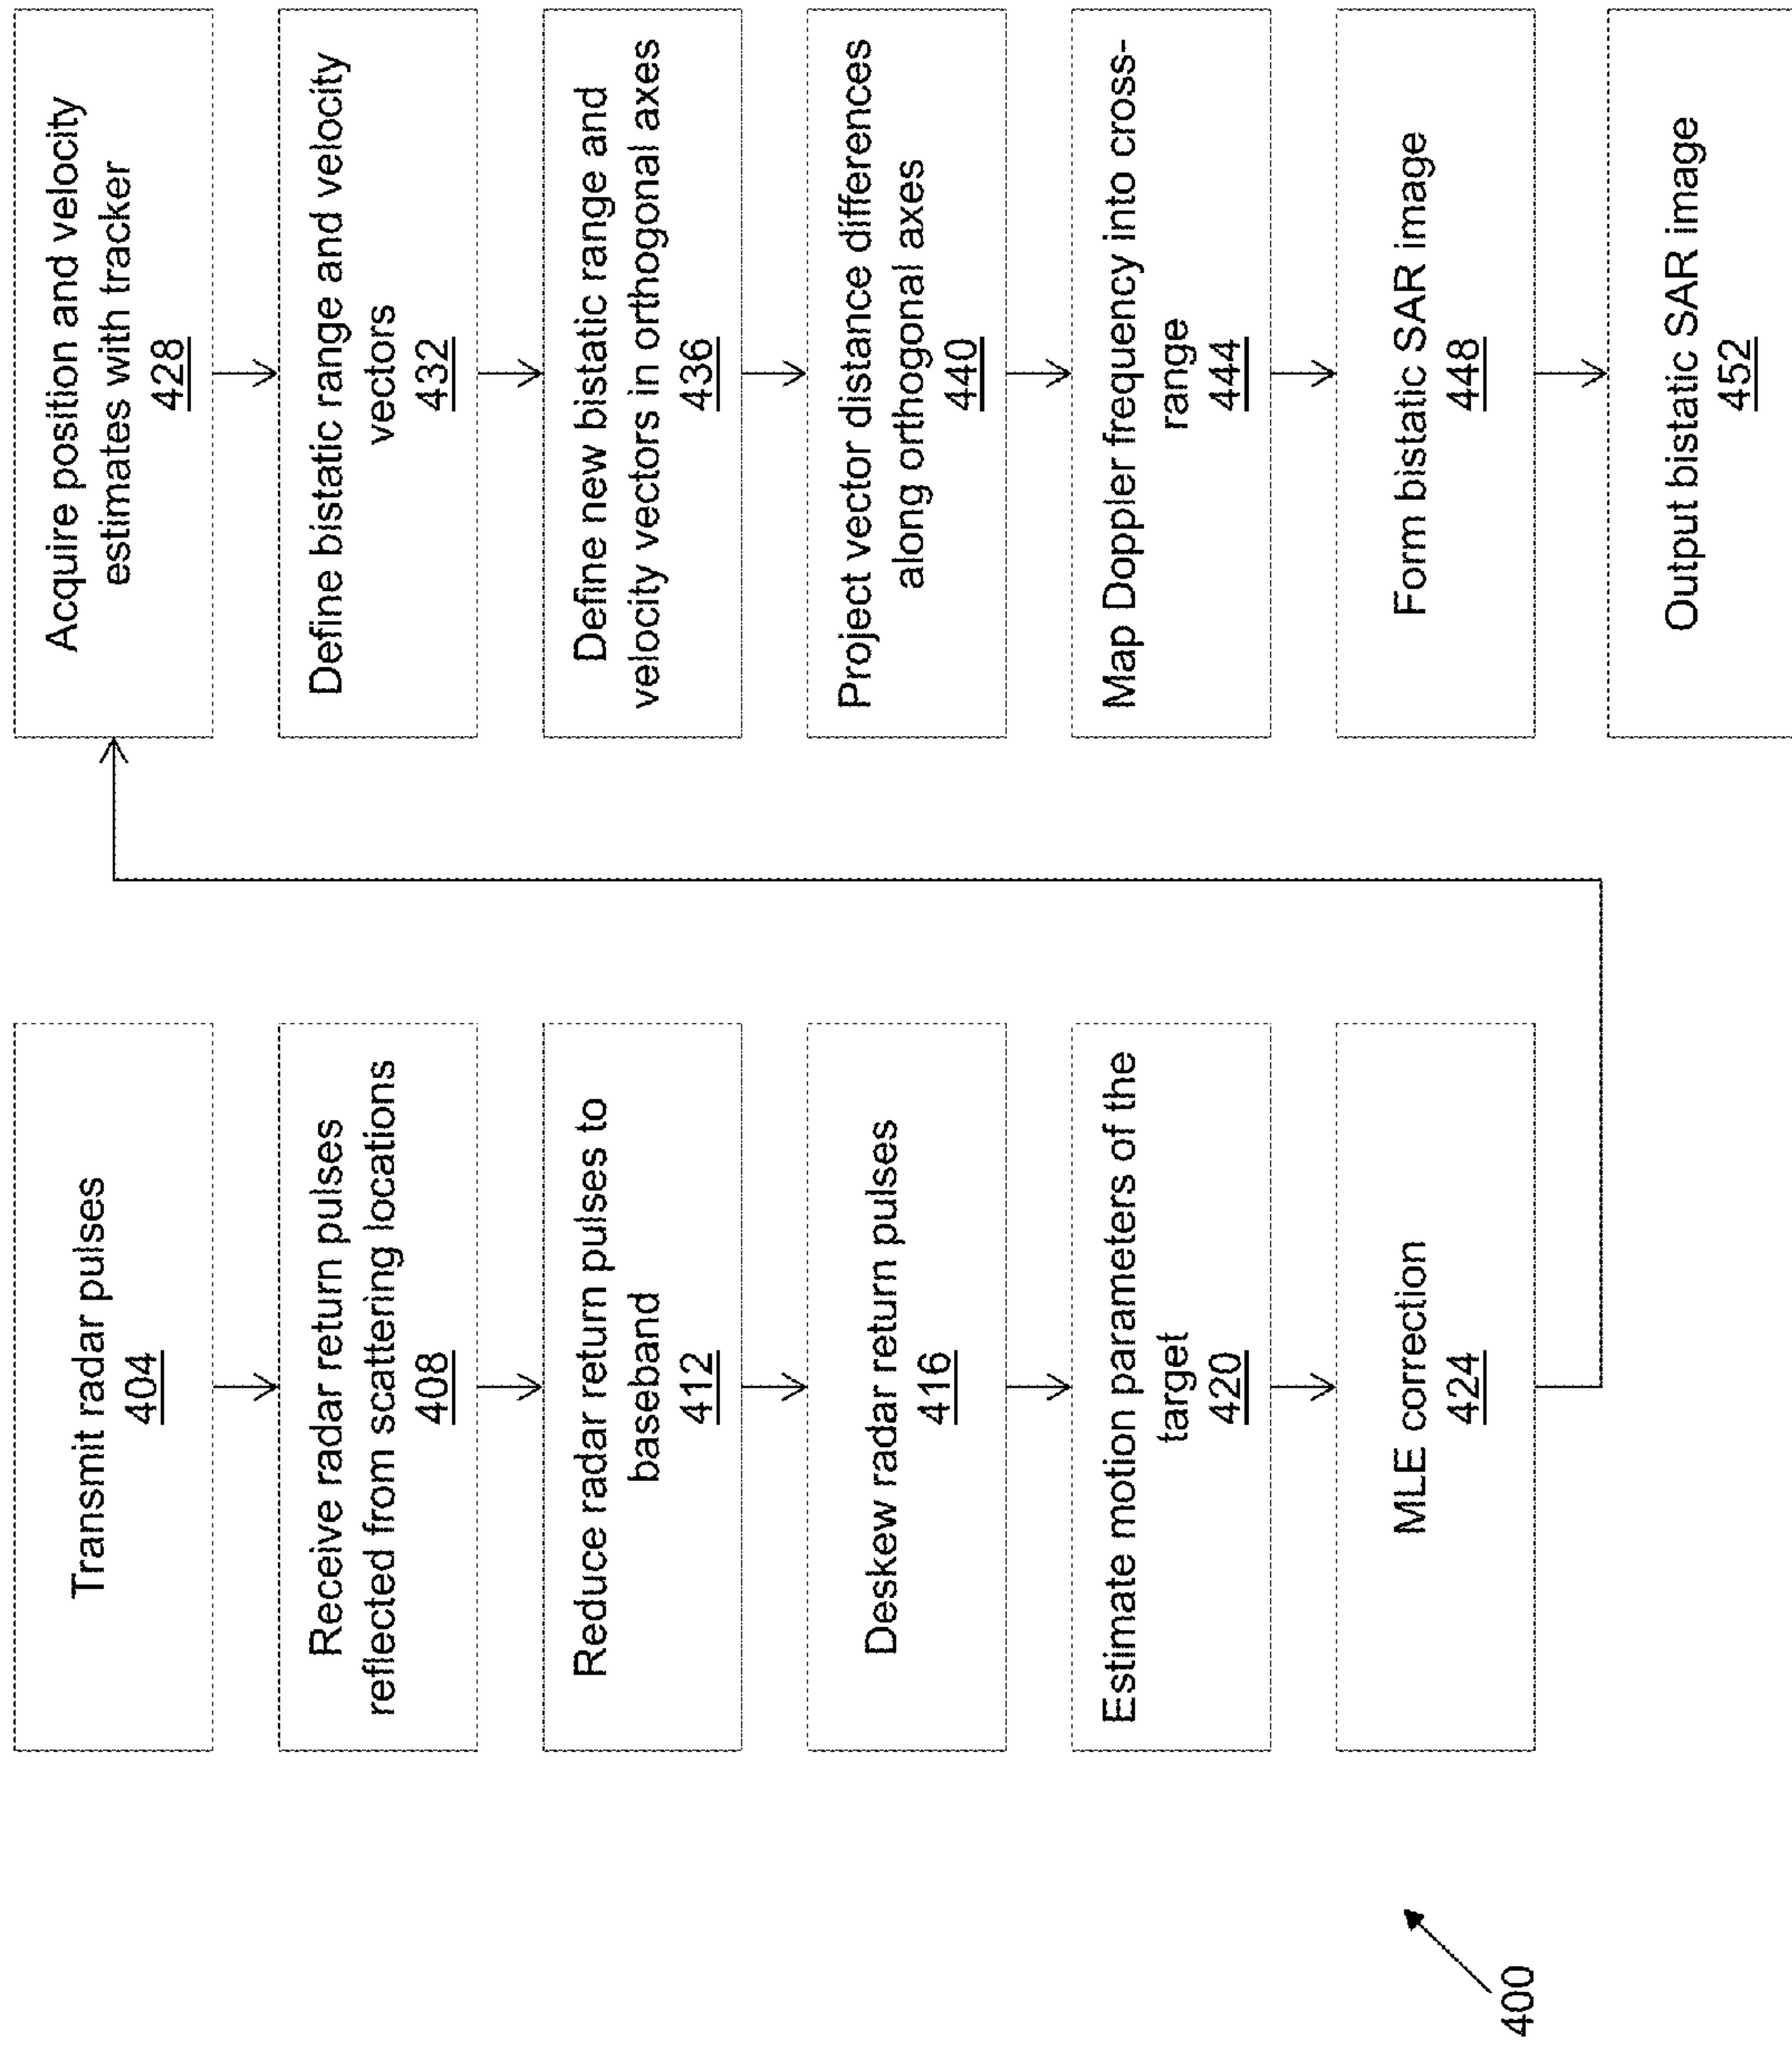 Transmit radar pulses
404
Receive radar return pulses
reflected from scattering locations
408
Reduce radar return pulses to
baseband
412
Deskew radar return pulses
416
Estimate motion parameters of the
target
420
MLE correction
424
Acquire position and velocity
estimates with tracker
428
Define bistatic range and velocity
vectors
432
Define new bistatic range and
velocity vectors in orthogonal axes
436
Project vector distance differences
along orthogonal axes
440
Map Doppler frequency into cross-
range
444
Form bistatic SAR image
448
Output bistatic SAR image
452
400